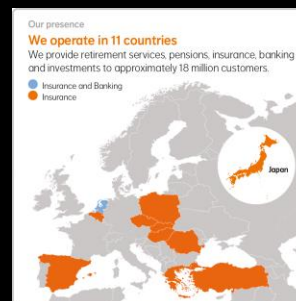 Our presence
We operate in 11 countries
We provide retirement services, pensions, insurance, banking
and investments to approximately 18 million customers.
Insurance and Banking
Insurance
Japan